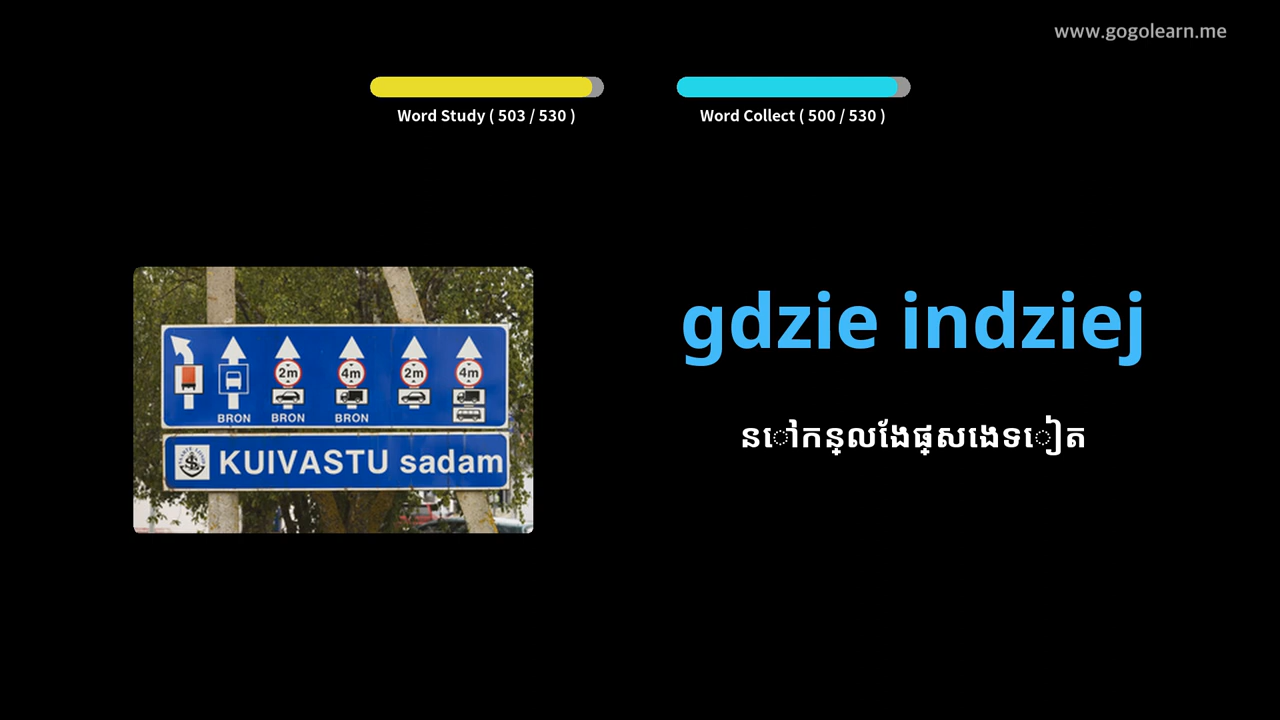 www.gogolearn.me
Word Study ( 503 / 530 )
Word Collect ( 500 / 530 )
gdzie indziej
នៅកន្លែងផ្សេងទៀត
2m 4m 2m 4m
BRON BRON BRON
KUIVASTU sadam